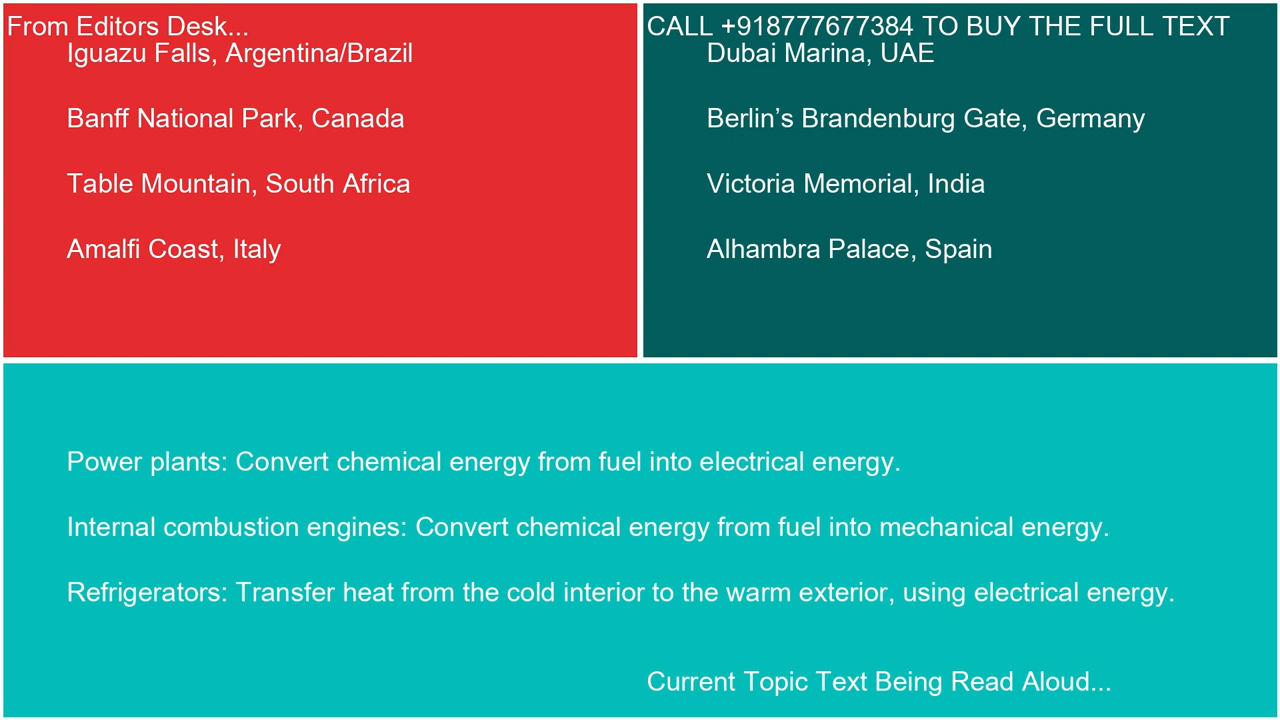 From Editors Desk...
Iguazu Falls, Argentina/Brazil
Banff National Park, Canada
Table Mountain, South Africa
Amalfi Coast, Italy
CALL +918777677384 TO BUY THE FULL TEXT
Dubai Marina, UAE
Berlin’s Brandenburg Gate, Germany
Victoria Memorial, India
Alhambra Palace, Spain
Power plants: Convert chemical energy from fuel into electrical energy.
Internal combustion engines: Convert chemical energy from fuel into mechanical energy.
Refrigerators: Transfer heat from the cold interior to the warm exterior, using electrical energy.
Current Topic Text Being Read Aloud...